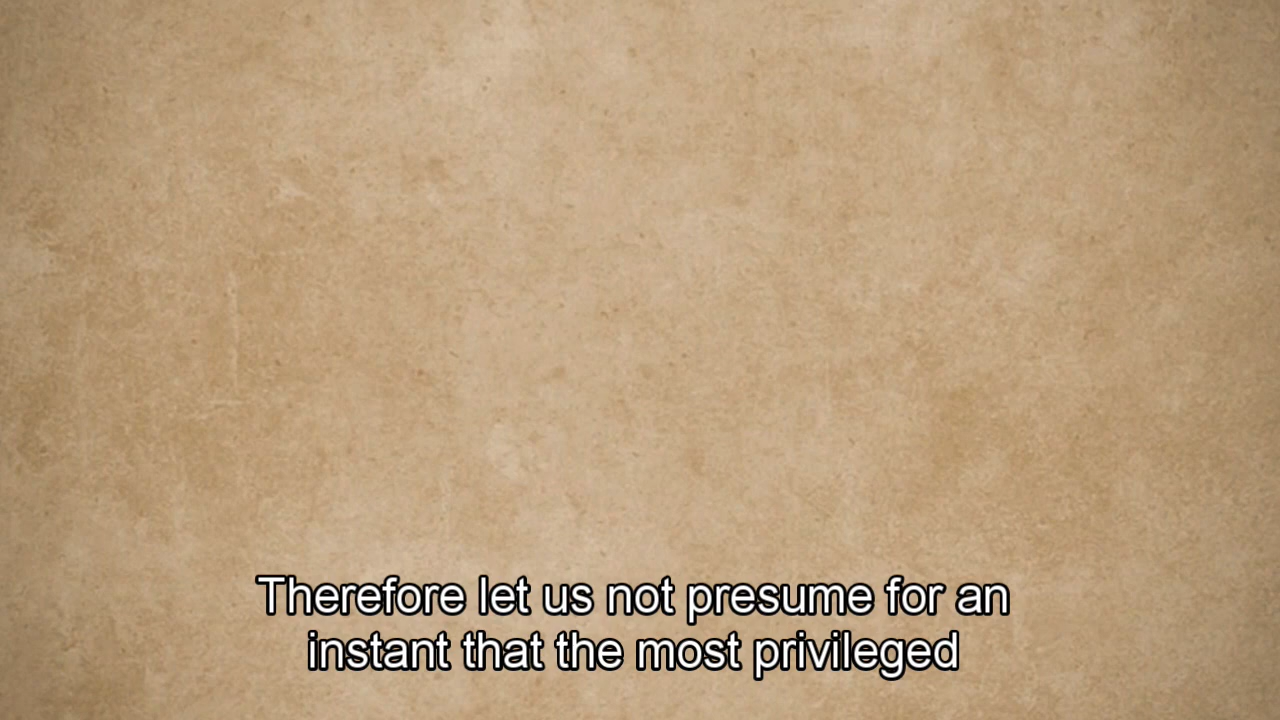 Therefore let us not presume for an
instant that the most privileged